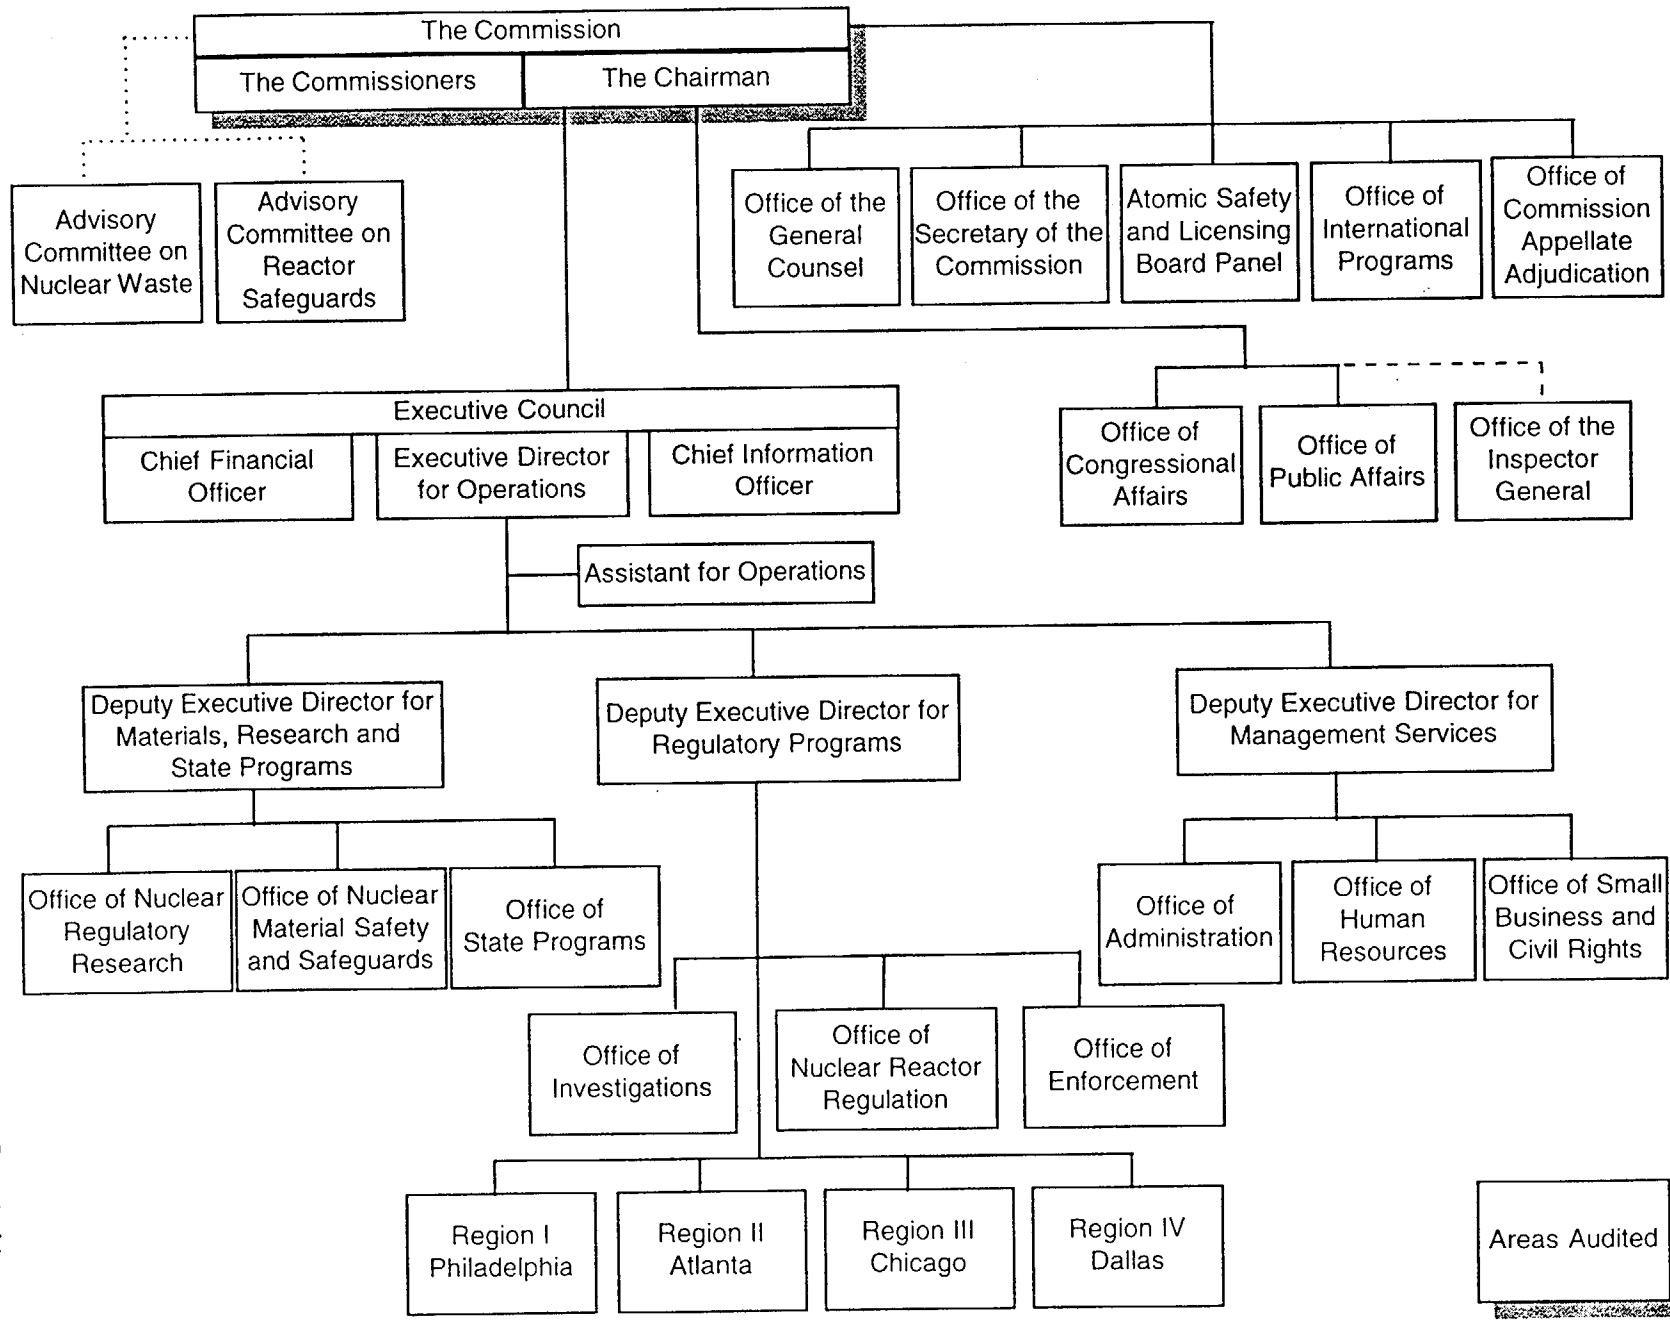 The Commission
The Commissioners
The Chairman
Advisory
Committee on
Nuclear Waste
Advisory
Committee on
Reactor
Safeguards
Office of the
General
Counsel
Office of the
Secretary of the
Commission
Atomic Safety
and Licensing
Board Panel
Office of
International
Programs
Office of
Commission
Appellate
Adjudication
Executive Council
Chief Financial
Officer
Executive Director
for Operations
Chief Information
Officer
Office of
Congressional
Affairs
Office of
Public Affairs
Office of the
Inspector
General
Assistant for Operations
Deputy Executive Director for
Materials, Research and
State Programs
Deputy Executive Director for
Regulatory Programs
Deputy Executive Director for
Management Services
Office of Nuclear
Regulatory
Research
Office of Nuclear
Material Safety
and Safeguards
Office of
State Programs
Office of
Administration
Office of
Human
Resources
Office of Small
Business and
Civil Rights
Office of
Investigations
Office of
Nuclear Reactor
Regulation
Office of
Enforcement
Region I
Philadelphia
Region II
Atlanta
Region III
Chicago
Region IV
Dallas
Areas Audited